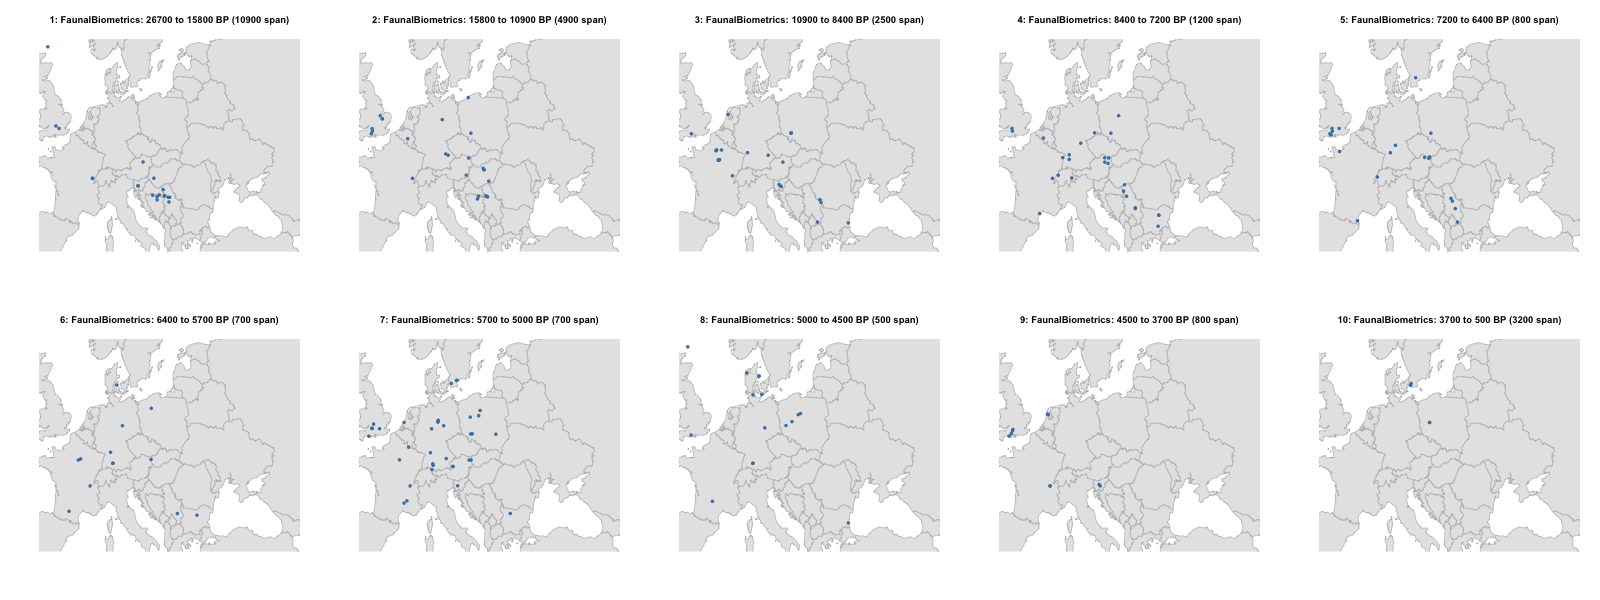 1: FaunalBiometrics: 26700 to 15800 BP (10900 span)
2: FaunalBiometrics: 15800 to 10900 BP (4900 span)
3: FaunalBiometrics: 10900 to 8400 BP (2500 span)
4: FaunalBiometrics: 8400 to 7200 BP (1200 span)
5: FaunalBiometrics: 7200 to 6400 BP (800 span)
6: FaunalBiometrics: 6400 to 5700 BP (700 span)
7: FaunalBiometrics: 5700 to 5000 BP (700 span)
8: FaunalBiometrics: 5000 to 4500 BP (500 span)
9: FaunalBiometrics: 4500 to 3700 BP (800 span)
10: FaunalBiometrics: 3700 to 500 BP (3200 span)